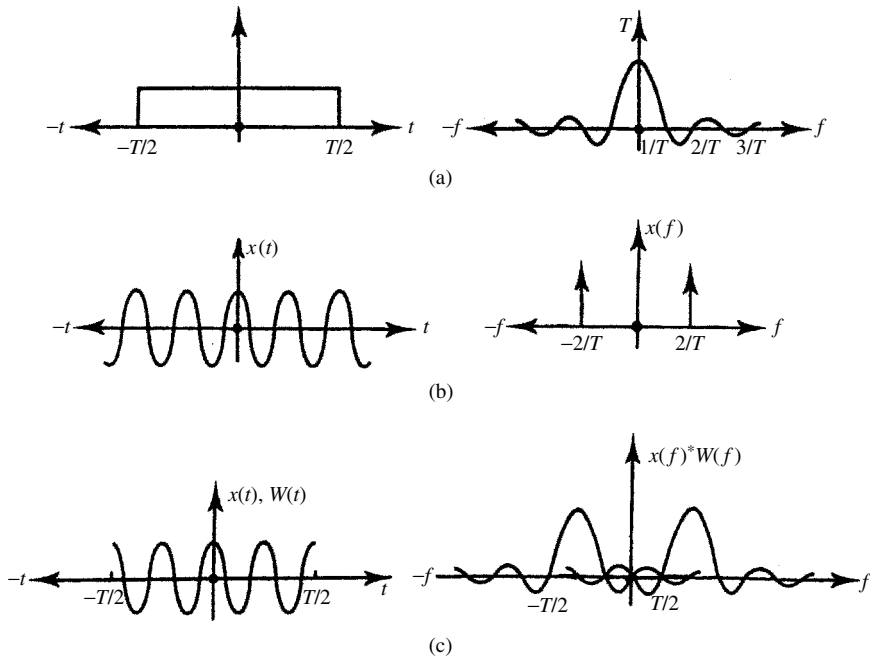 T
−t t −f f
−T/2 T/2 1/T 2/T 3/T
(a)
x(t) x(f)
−t t −f f
−2/T 2/T
(b)
x(f)*W(f)
x(t), W(t)
−t t −f f
−T/2 T/2 −T/2 T/2
(c)